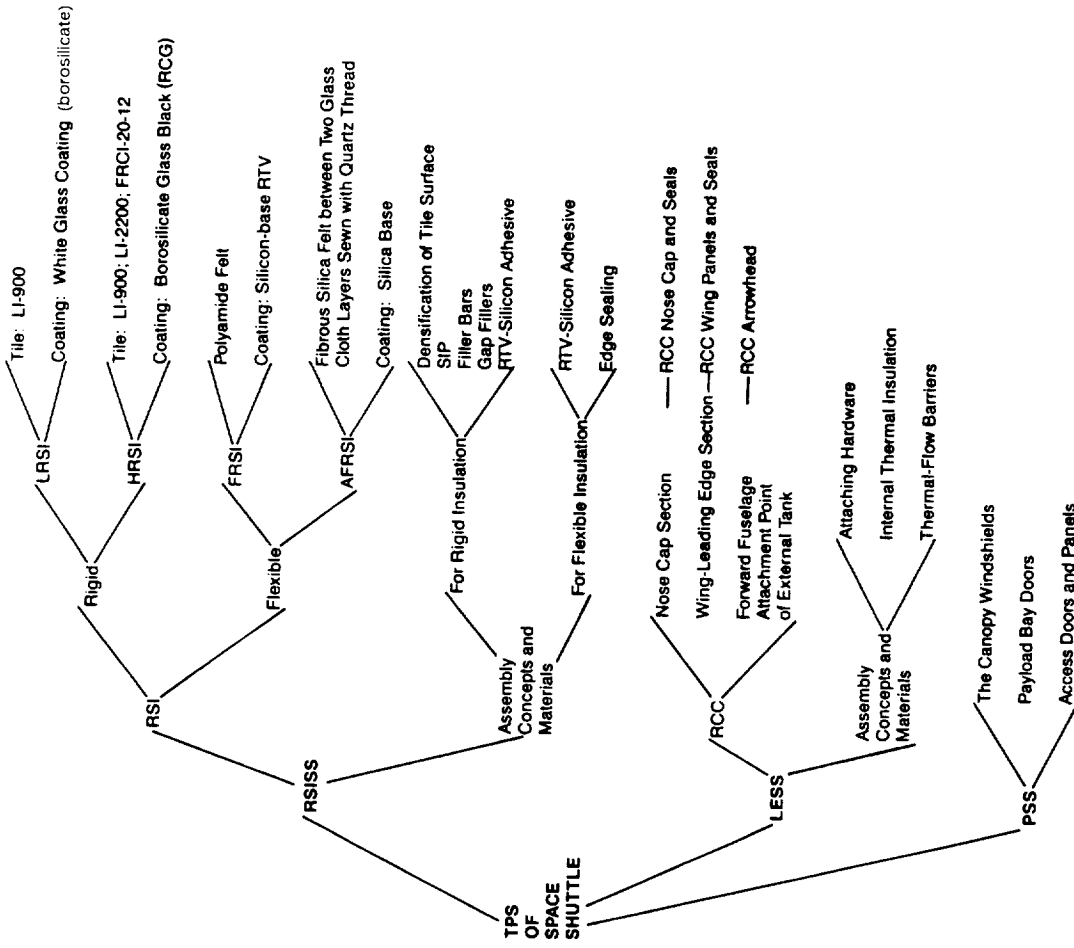 TPS
OF
SPACE
SHUTTLE
RSISS
RSI
Rigid
LRSI
Tile: LI-900
Coating: White Glass Coating (borosilicate)
HRSI
Tile: LI-900; LI-2200; FRCI-20-12
Coating: Borosilicate Glass Black (RCG)
Flexible
FRSI
Polyamide Felt
Coating: Silicon-base RTV
AFRSI
Fibrous Silica Felt between Two Glass
Cloth Layers Sewn with Quartz Thread
Coating: Silica Base
Assembly
Concepts and
Materials
For Rigid Insulation
Densification of Tile Surface
SIP
Filler Bars
Gap Fillers
RTV-Silicon Adhesive
For Flexible Insulation
RTV-Silicon Adhesive
Edge Sealing
LESS
RCC
Nose Cap Section
RCC Nose Cap and Seals
Wing-Leading Edge Section
RCC Wing Panels and Seals
Forward Fuselage
Attachment Point
of External Tank
RCC Arrowhead
Assembly
Concepts and
Materials
Attaching Hardware
Internal Thermal Insulation
Thermal-Flow Barriers
PSS
The Canopy Windshields
Payload Bay Doors
Access Doors and Panels